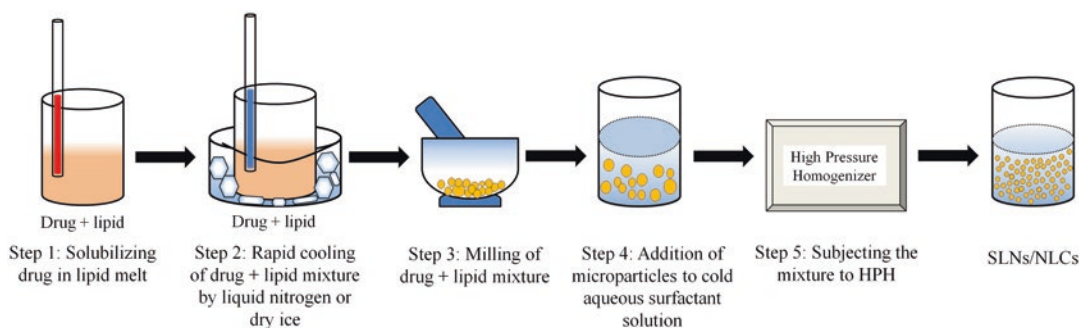 Drug + lipid
Step 1: Solubilizing
drug in lipid melt
Drug + lipid
Step 2: Rapid cooling
of drug + lipid mixture
by liquid nitrogen or
dry ice
Step 3: Milling of
drug + lipid mixture
Step 4: Addition of
microparticles to cold
aqueous surfactant
solution
High Pressure
Homogenizer
Step 5: Subjecting the
mixture to HPH
SLNs/NLCs